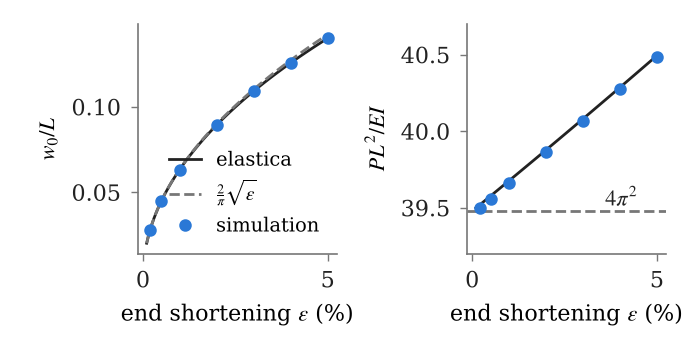 w₀/L
0.10
0.05
elastica
2/π √ε
simulation
0
5
end shortening ε (%)
PL²/EI
40.5
40.0
39.5
4π²
0
5
end shortening ε (%)